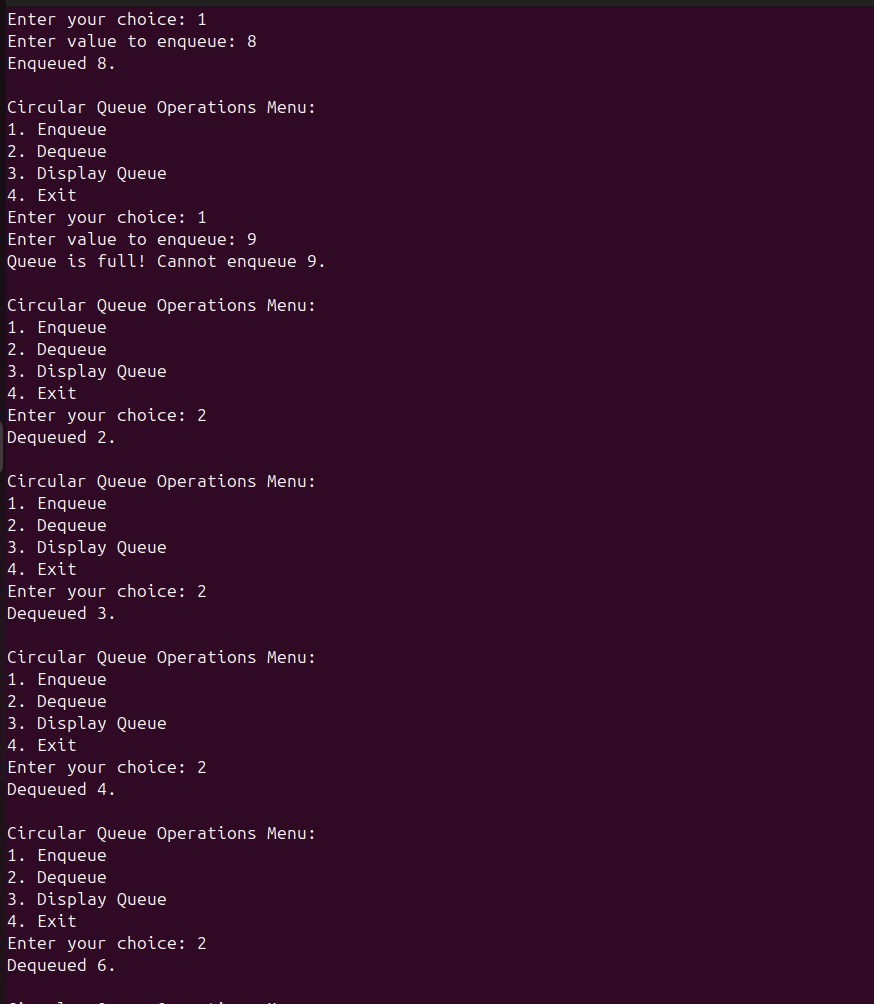 Enter your choice: 1
Enter value to enqueue: 8
Enqueued 8.
Circular Queue Operations Menu:
1. Enqueue
2. Dequeue
3. Display Queue
4. Exit
Enter your choice: 1
Enter value to enqueue: 9
Queue is full! Cannot enqueue 9.
Circular Queue Operations Menu:
1. Enqueue
2. Dequeue
3. Display Queue
4. Exit
Enter your choice: 2
Dequeued 2.
Circular Queue Operations Menu:
1. Enqueue
2. Dequeue
3. Display Queue
4. Exit
Enter your choice: 2
Dequeued 3.
Circular Queue Operations Menu:
1. Enqueue
2. Dequeue
3. Display Queue
4. Exit
Enter your choice: 2
Dequeued 4.
Circular Queue Operations Menu:
1. Enqueue
2. Dequeue
3. Display Queue
4. Exit
Enter your choice: 2
Dequeued 6.